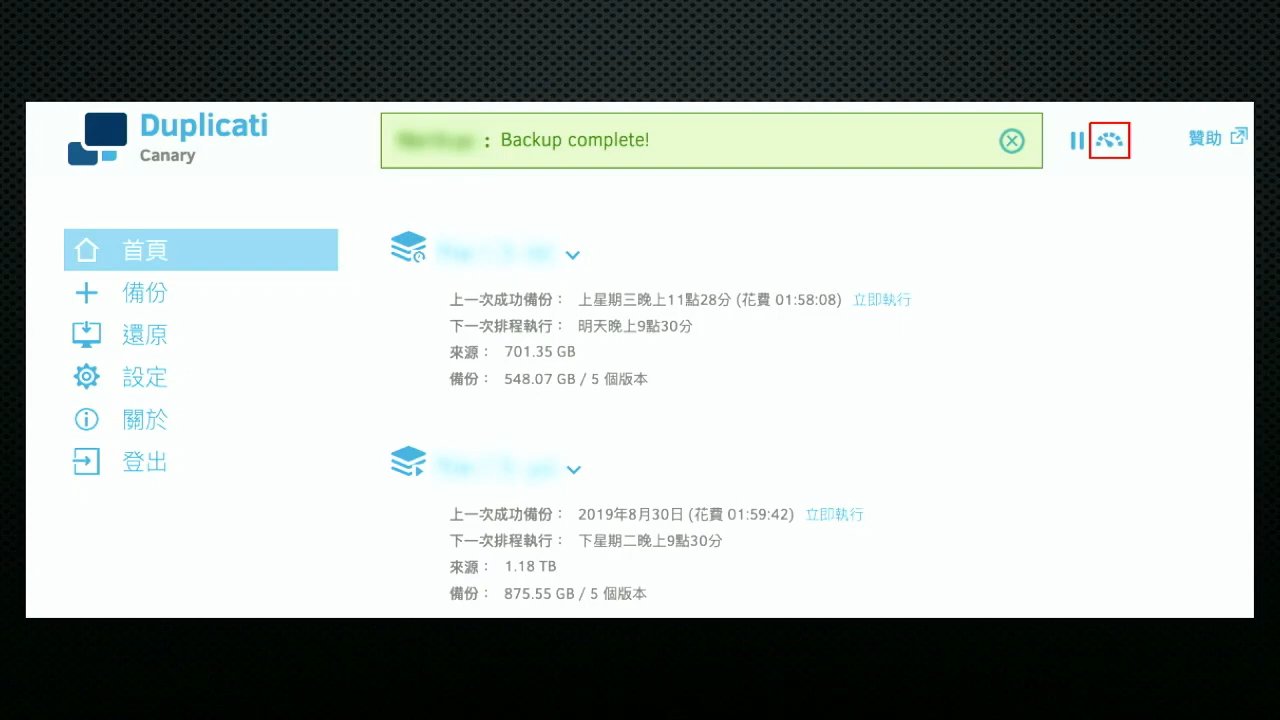 Duplicati
Canary
: Backup complete!
贊助
首頁
備份
還原
設定
關於
登出
上一次成功備份： 上星期三晚上11點28分 (花費 01:58:08) 立即執行
下一次排程執行： 明天晚上9點30分
來源： 701.35 GB
備份： 548.07 GB / 5 個版本
上一次成功備份： 2019年8月30日 (花費 01:59:42) 立即執行
下一次排程執行： 下星期二晚上9點30分
來源： 1.18 TB
備份： 875.55 GB / 5 個版本